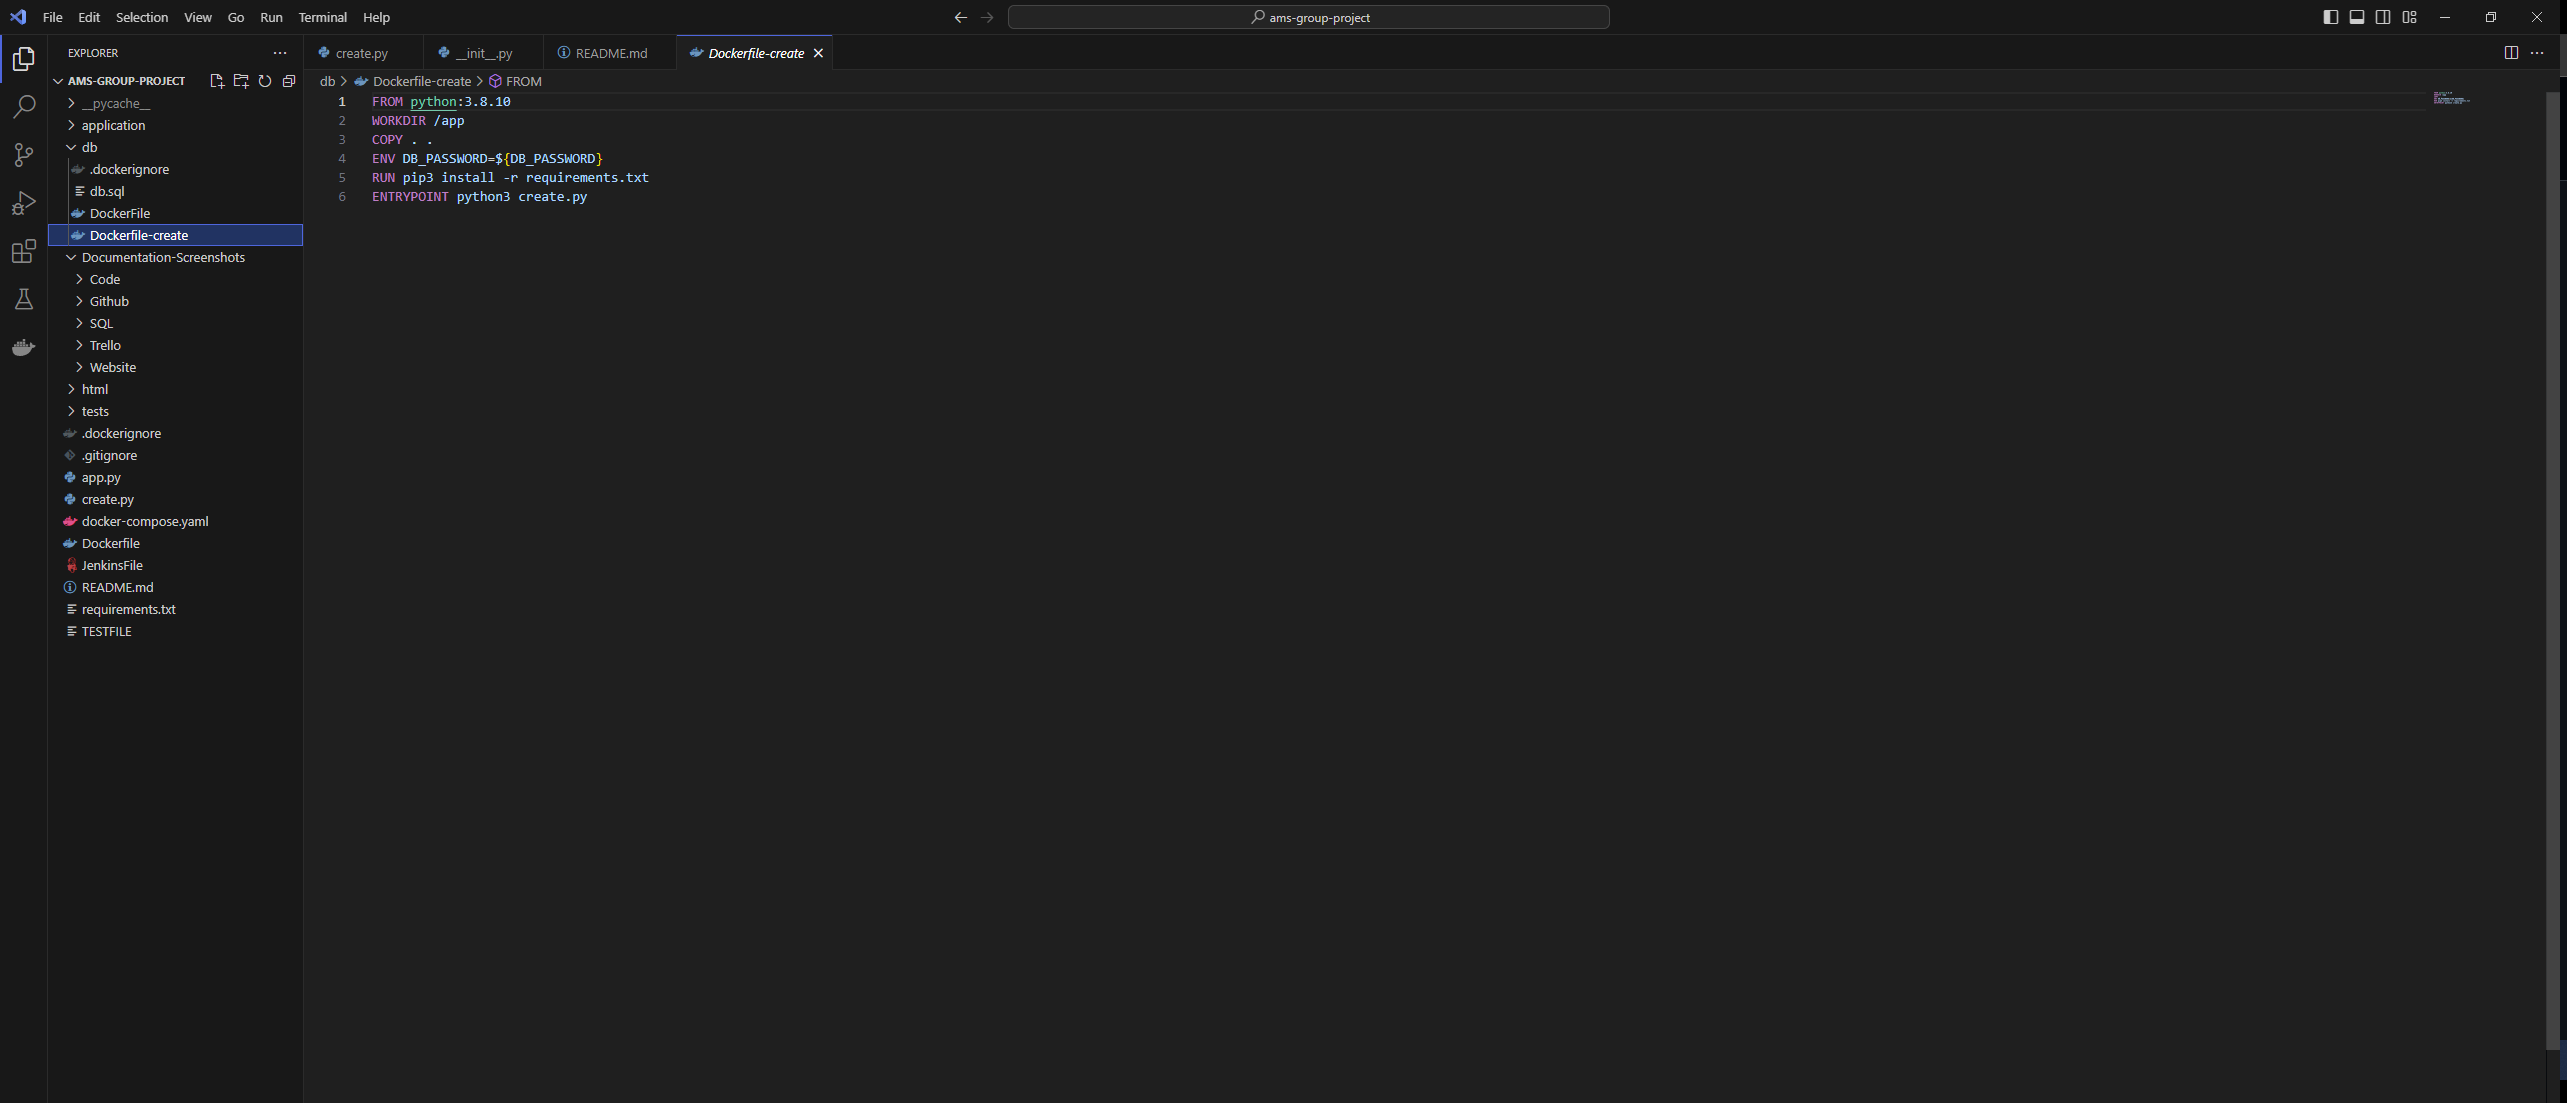 File Edit Selection View Go Run Terminal Help
ams-group-project
EXPLORER
AMS-GROUP-PROJECT
__pycache__
application
db
.dockerignore
db.sql
DockerFile
Dockerfile-create
Documentation-Screenshots
Code
Github
SQL
Trello
Website
html
tests
.dockerignore
.gitignore
app.py
create.py
docker-compose.yaml
Dockerfile
JenkinsFile
README.md
requirements.txt
TESTFILE
create.py __init__.py README.md Dockerfile-create
db > Dockerfile-create > FROM
1 FROM python:3.8.10
2 WORKDIR /app
3 COPY . .
4 ENV DB_PASSWORD=${DB_PASSWORD}
5 RUN pip3 install -r requirements.txt
6 ENTRYPOINT python3 create.py